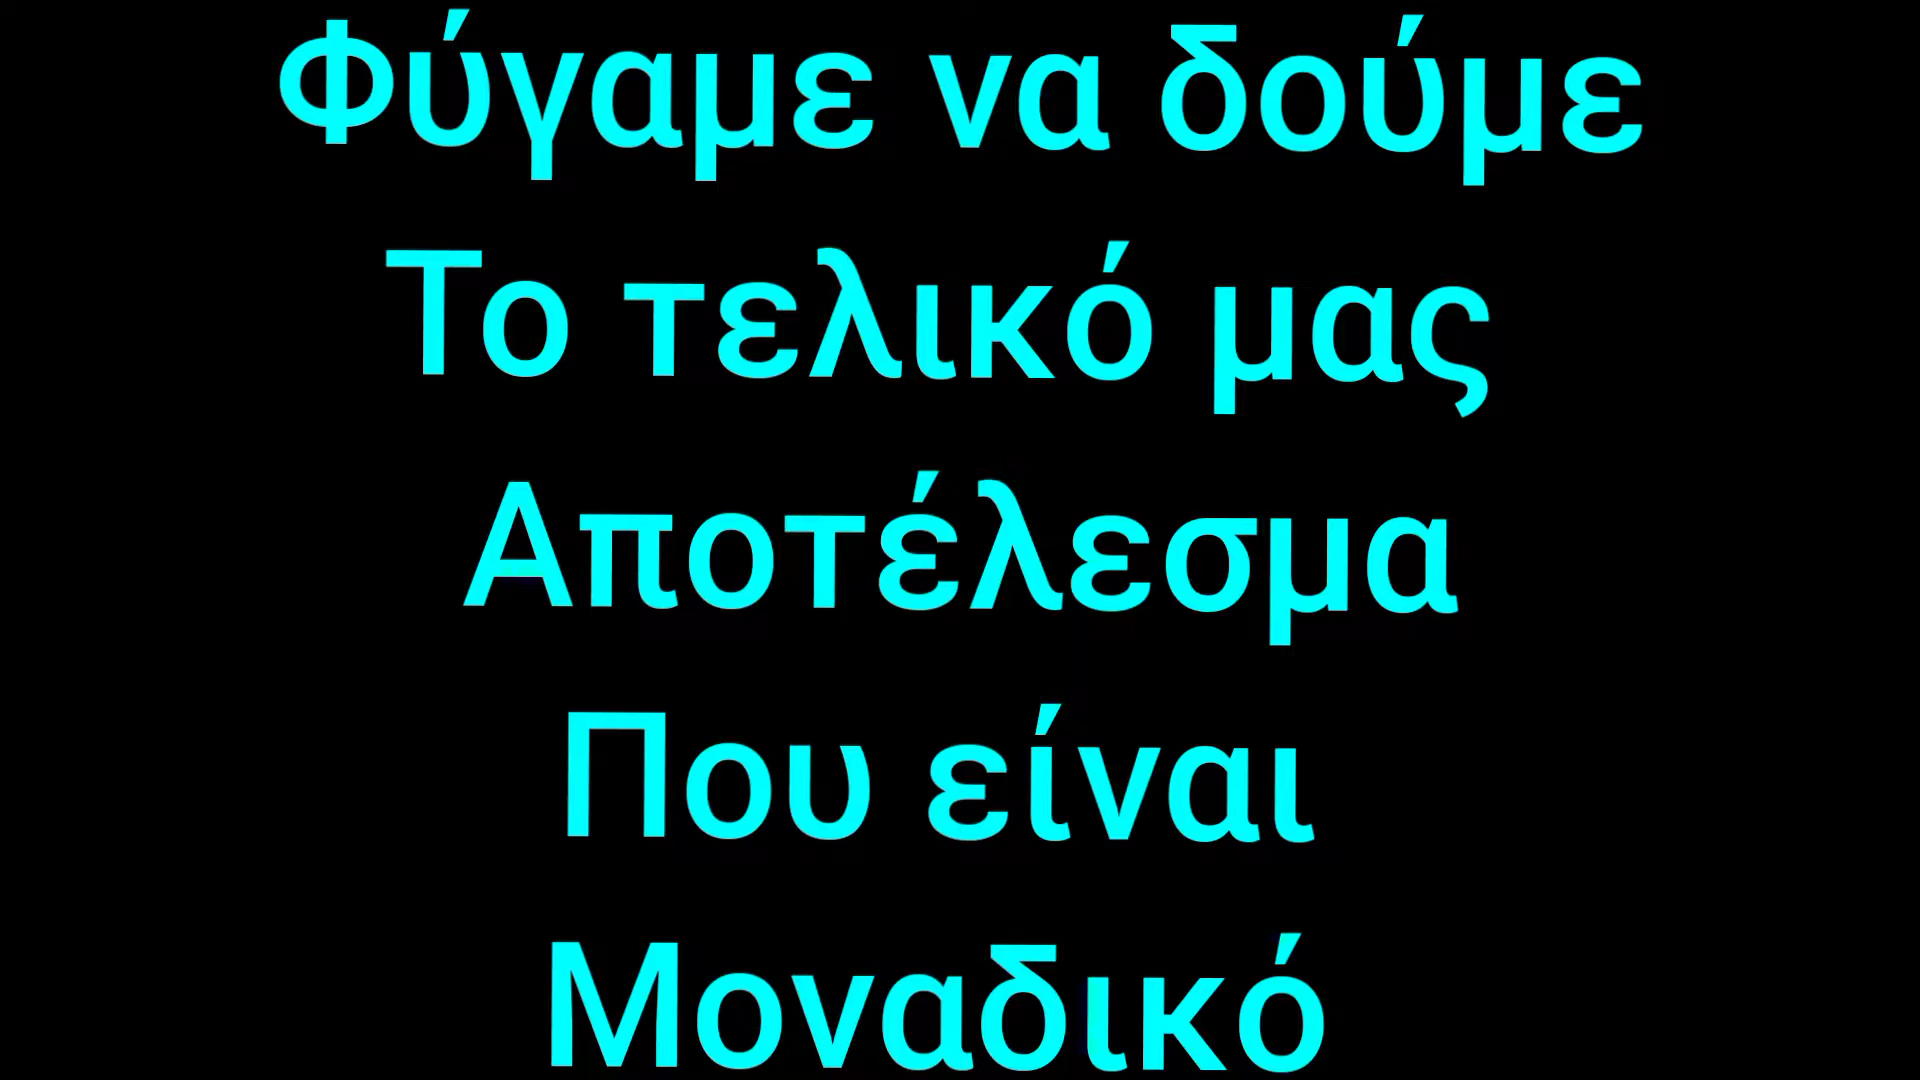 Φύγαμε να δούμε
Το τελικό μας
Αποτέλεσμα
Που είναι
Μοναδικό